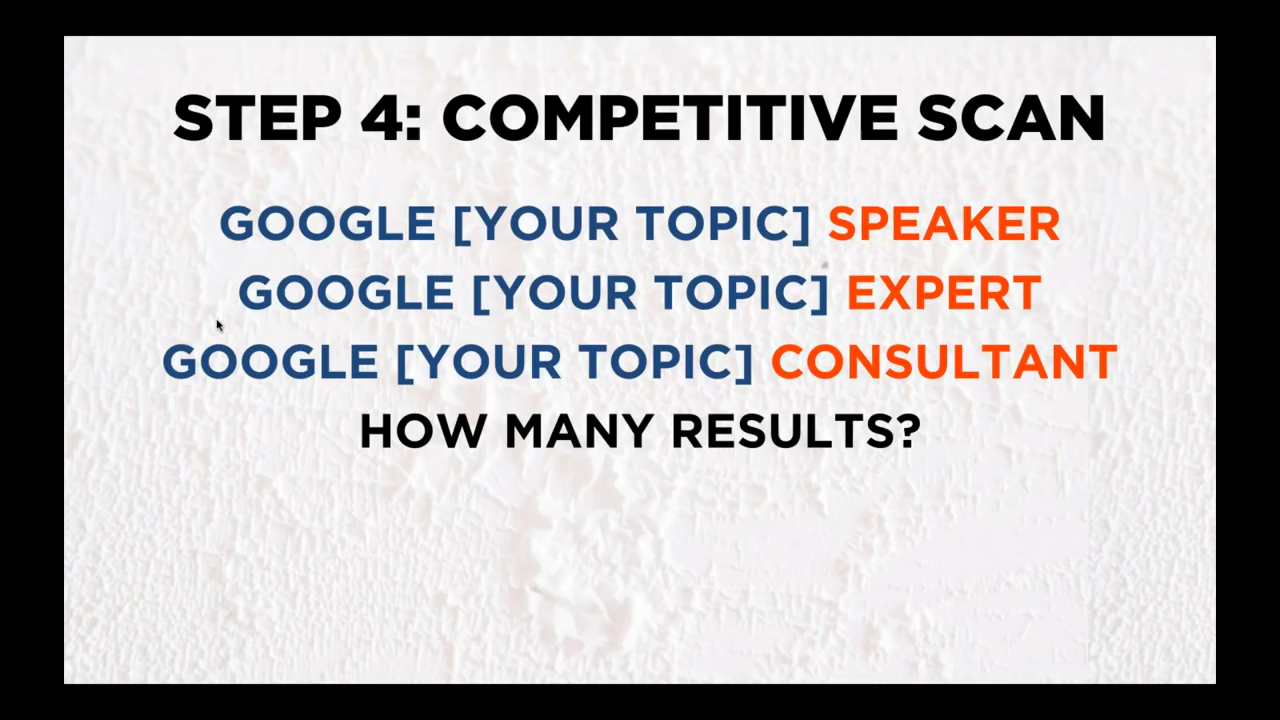 STEP 4: COMPETITIVE SCAN
GOOGLE [YOUR TOPIC] SPEAKER
GOOGLE [YOUR TOPIC] EXPERT
GOOGLE [YOUR TOPIC] CONSULTANT
HOW MANY RESULTS?